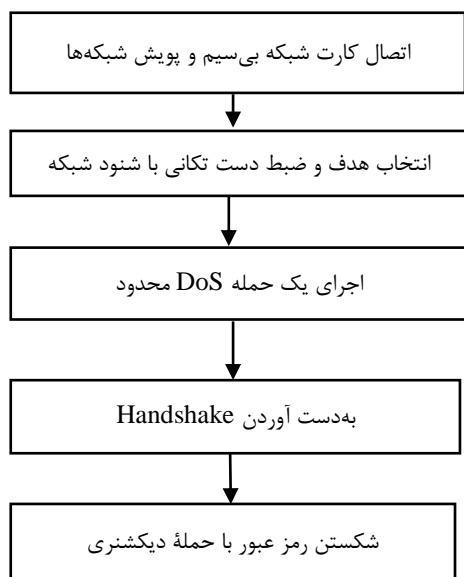 اتصال کارت شبکه بی‌سیم و پویش شبکه‌ها
انتخاب هدف و ضبط دست تکانی با شنود شبکه
اجرای یک حمله DoS محدود
به‌دست آوردن Handshake
شکستن رمز عبور با حملهٔ دیکشنری